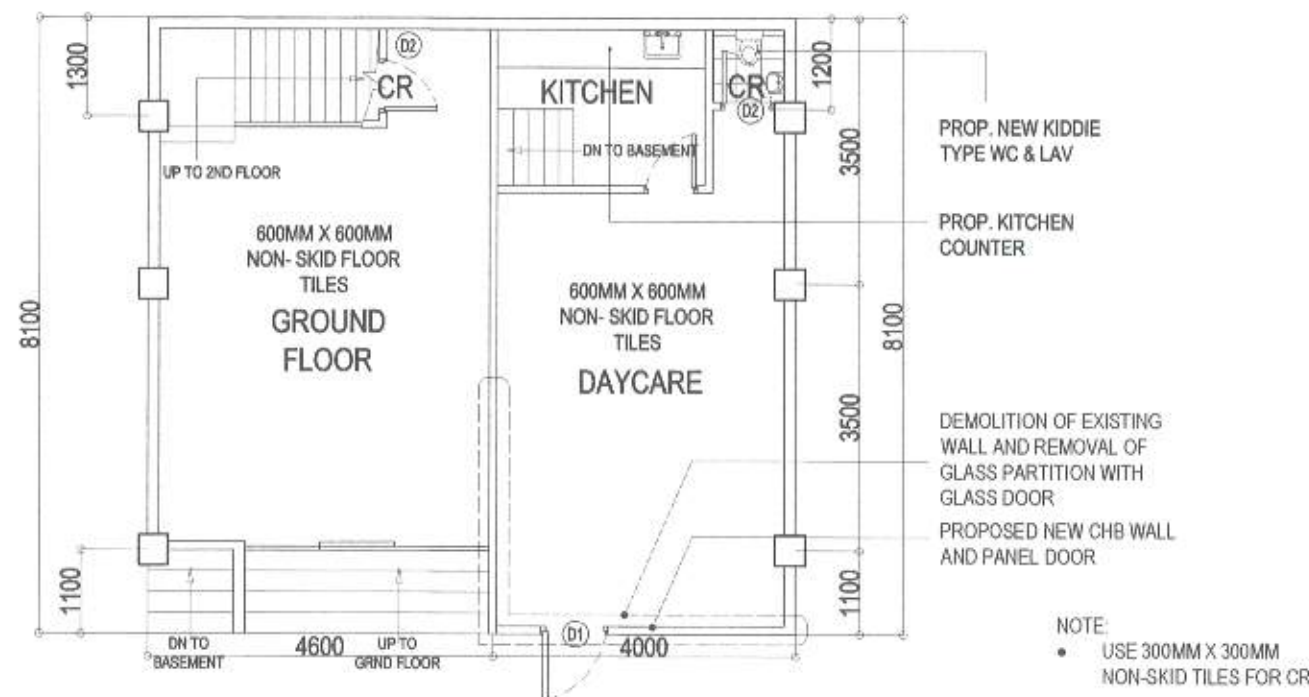 1300
D2
CR
KITCHEN
CR
D2
1200
PROP. NEW KIDDIE
TYPE WC & LAV
3500
DN TO BASEMENT
UP TO 2ND FLOOR
PROP. KITCHEN
COUNTER
600MM X 600MM
NON- SKID FLOOR
TILES
GROUND
FLOOR
600MM X 600MM
NON- SKID FLOOR
TILES
DAYCARE
8100
8100
3500
DEMOLITION OF EXISTING
WALL AND REMOVAL OF
GLASS PARTITION WITH
GLASS DOOR
PROPOSED NEW CHB WALL
AND PANEL DOOR
1100
1100
DN TO
BASEMENT
4600
UP TO
GRND FLOOR
D1
4000
NOTE:
• USE 300MM X 300MM
NON-SKID TILES FOR CR